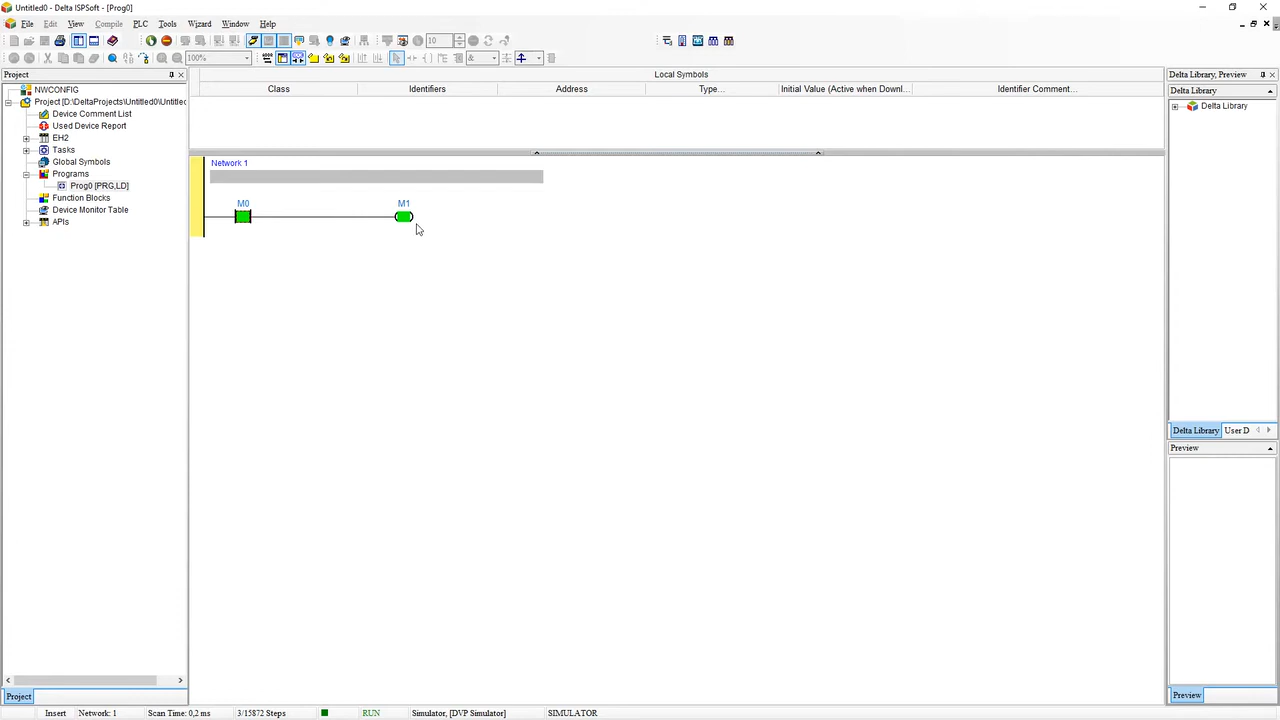 Untitled0 - Delta ISPSoft - [Prog0]
File Edit View Compile PLC Tools Wizard Window Help
10
100%
&
Project
NWCONFIG
Project [D:\DeltaProjects\Untitled0\Untitled
Device Comment List
Used Device Report
EH2
Tasks
Global Symbols
Programs
Prog0 [PRG,LD]
Function Blocks
Device Monitor Table
APIs
Project
Local Symbols
Class Identifiers Address Type... Initial Value (Active when Downl... Identifier Comment...
Network 1
M0 M1
Delta Library, Preview
Delta Library
Delta Library
Delta Library User D
Preview
Preview
Insert Network: 1 Scan Time: 0,2 ms 3/15872 Steps RUN Simulator, [DVP Simulator] SIMULATOR